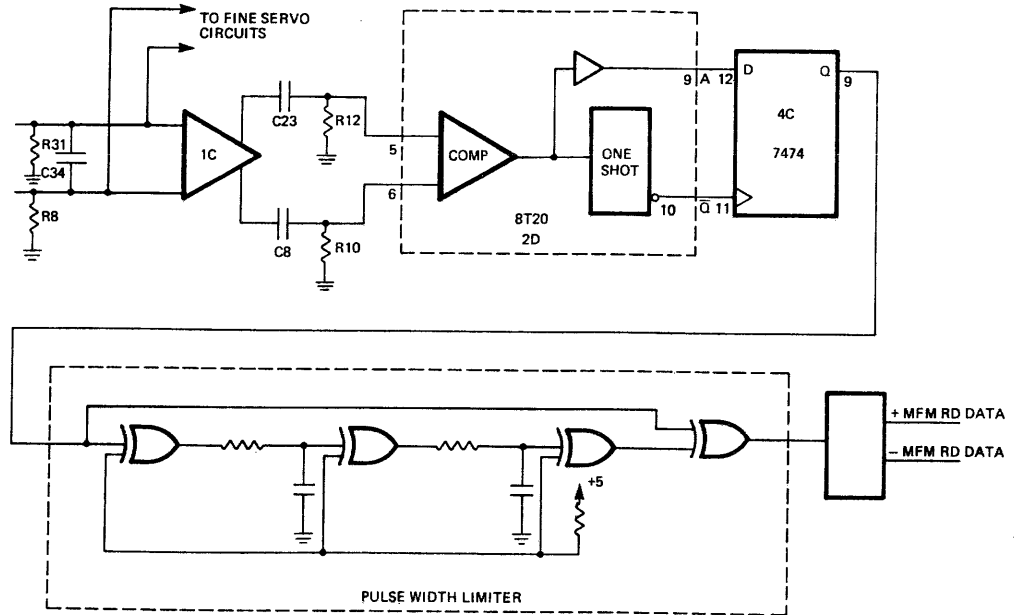 TO FINE SERVO
CIRCUITS
R31
C34
R8
1C
C23
R12
C8
R10
5
6
COMP
ONE
SHOT
8T20
2D
9
A
12
10
Q̅
11
D
Q
4C
7474
9
+5
+ MFM RD DATA
– MFM RD DATA
PULSE WIDTH LIMITER